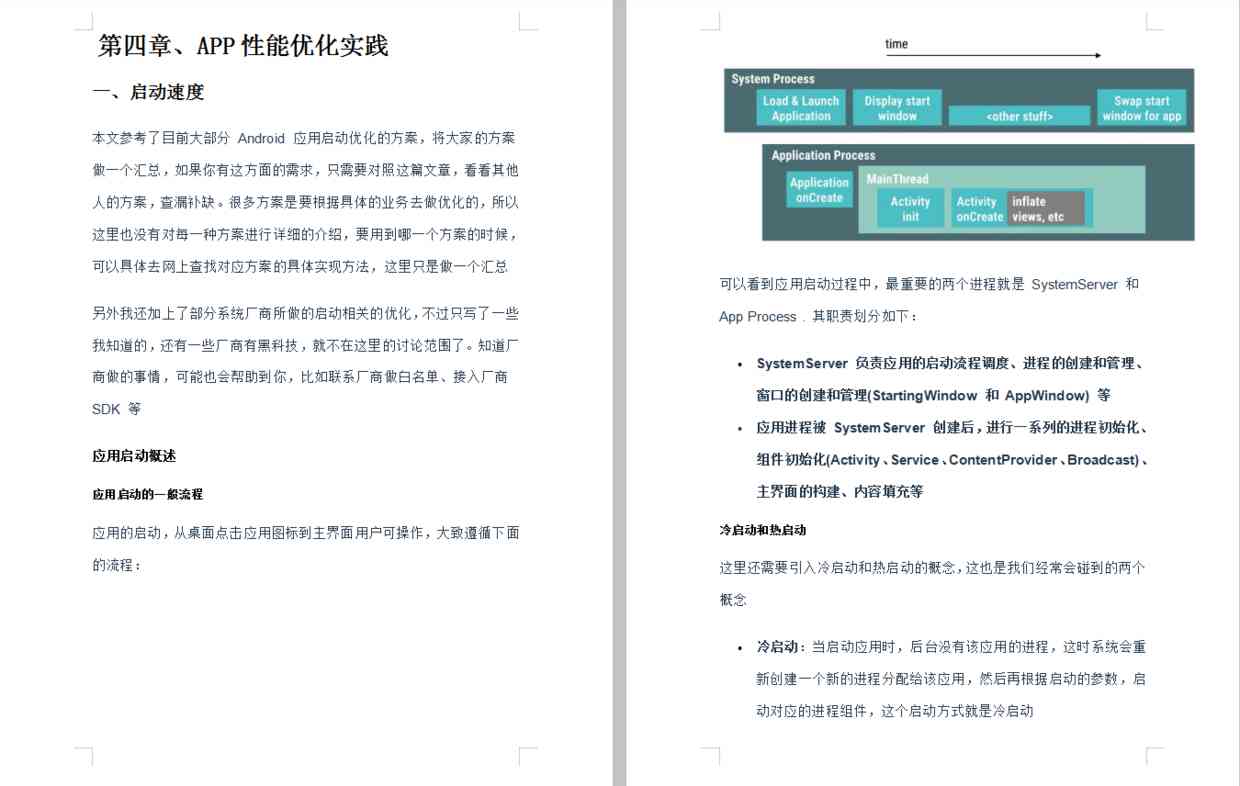 第四章、APP 性能优化实践
一、启动速度
本文参考了目前大部分 Android 应用启动优化的方案，将大家的方案
做一个汇总，如果你有这方面的需求，只需要对照这篇文章，看看其他
人的方案，查漏补缺。很多方案是要根据具体的业务去做优化的，所以
这里也没有对每一种方案进行详细的介绍，要用到哪一个方案的时候，
可以具体去网上查找对应方案的具体实现方法，这里只是做一个汇总
另外我还加上了部分系统厂商所做的启动相关的优化，不过只写了一些
我知道的，还有一些厂商有黑科技，就不在这里的讨论范围了。知道厂
商做的事情，可能也会帮助到你，比如联系厂商做白名单、接入厂商
SDK 等
应用启动概述
应用启动的一般流程
应用的启动，从桌面点击应用图标到主界面用户可操作，大致遵循下面
的流程：
time
System Process
Load & Launch
Application
Display start
window
<other stuff>
Swap start
window for app
Application Process
Application
onCreate
MainThread
Activity
init
Activity
onCreate
inflate
views, etc
可以看到应用启动过程中，最重要的两个进程就是 SystemServer 和
App Process . 其职责划分如下：
• SystemServer 负责应用的启动流程调度、进程的创建和管理、
窗口的创建和管理(StartingWindow 和 AppWindow) 等
• 应用进程被 SystemServer 创建后，进行一系列的进程初始化、
组件初始化(Activity、Service、ContentProvider、Broadcast)、
主界面的构建、内容填充等
冷启动和热启动
这里还需要引入冷启动和热启动的概念，这也是我们经常会碰到的两个
概念
• 冷启动：当启动应用时，后台没有该应用的进程，这时系统会重
新创建一个新的进程分配给该应用，然后再根据启动的参数，启
动对应的进程组件，这个启动方式就是冷启动